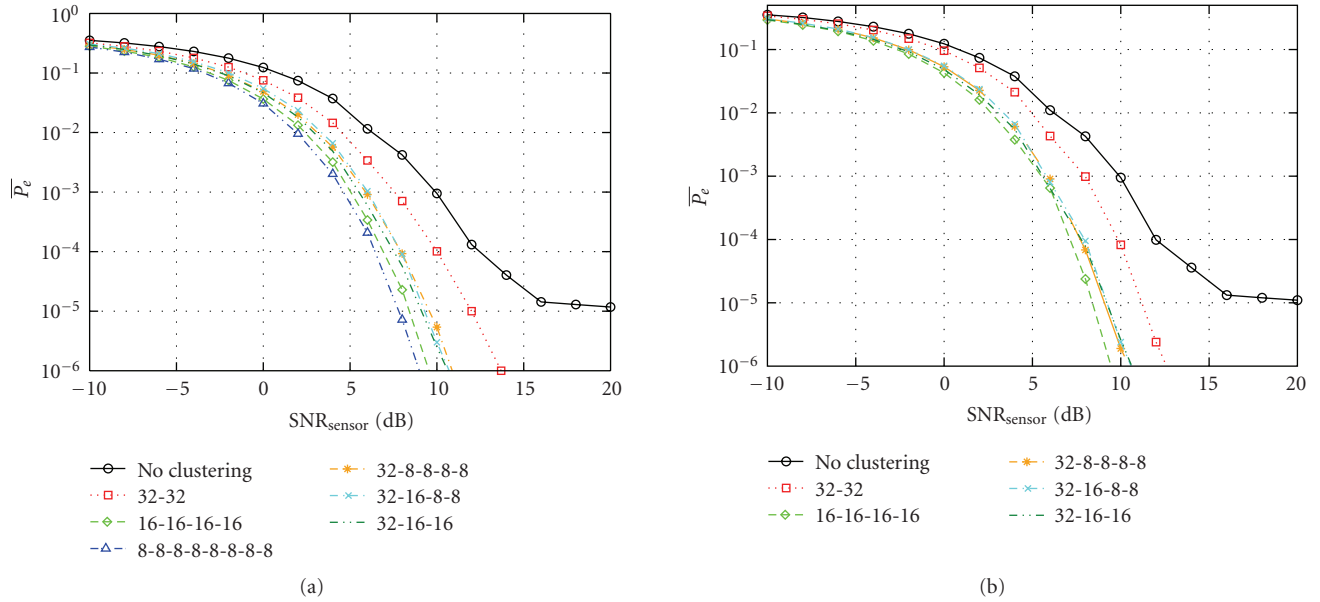 10^0
10^−1
10^−2
10^−3
10^−4
10^−5
10^−6
P̅e
−10 −5 0 5 10 15 20
SNRsensor (dB)
No clustering
32-32
16-16-16-16
8-8-8-8-8-8-8-8
32-8-8-8-8
32-16-8-8
32-16-16
(a)
10^−1
10^−2
10^−3
10^−4
10^−5
10^−6
P̅e
−10 −5 0 5 10 15 20
SNRsensor (dB)
No clustering
32-32
16-16-16-16
32-8-8-8-8
32-16-8-8
32-16-16
(b)